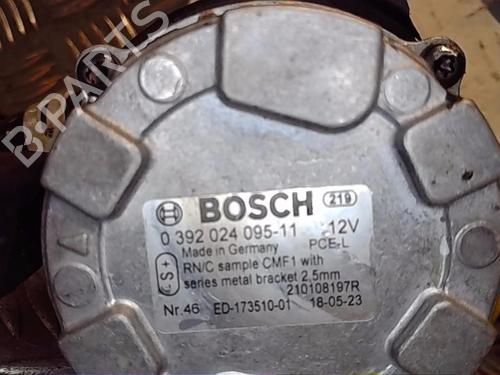 B-PARTS
BOSCH 219
0 392 024 095-11 12V
Made in Germany PCE-L
RN/C sample CMF1 with
series metal bracket 2,5mm
210108197R
Nr.46 ED-173510-01 18-05-23
- S +